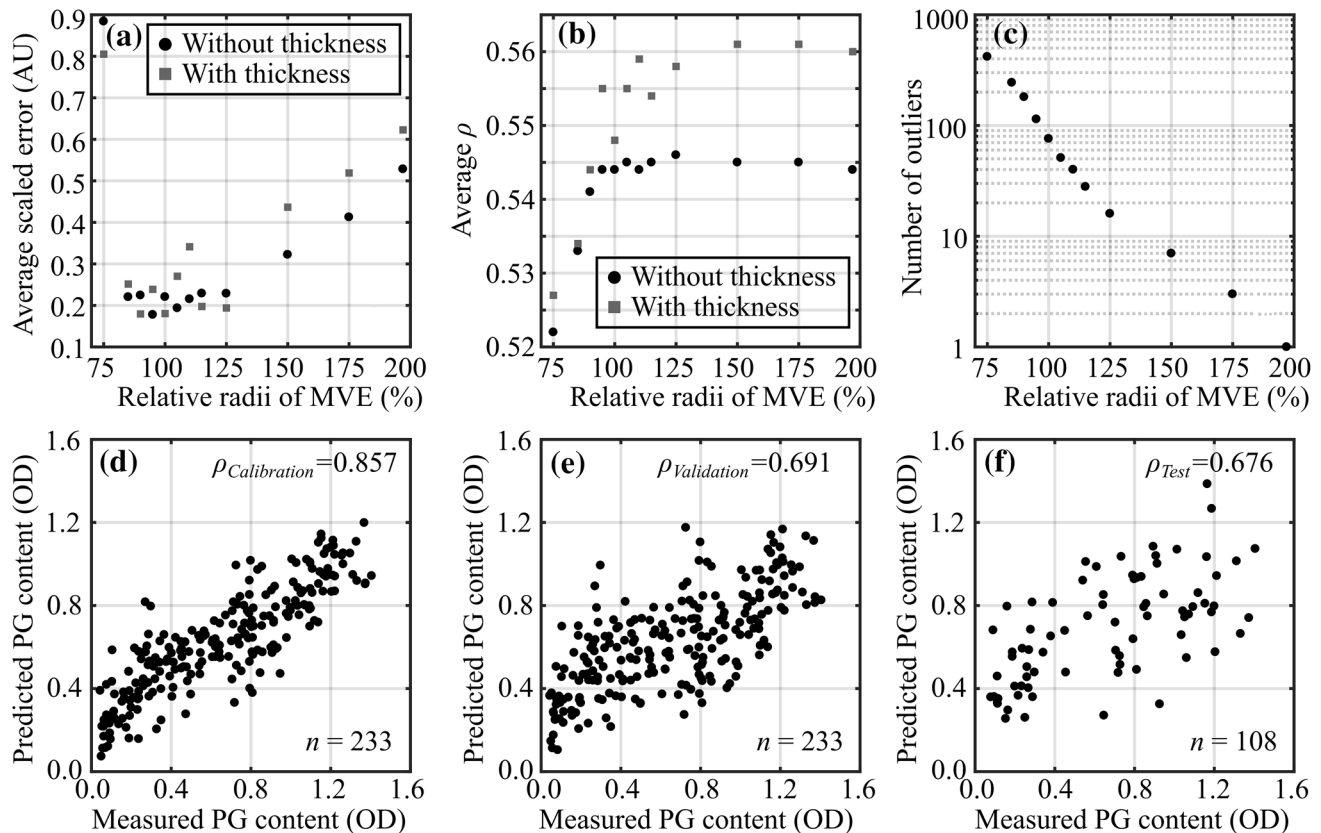 (a)
Without thickness
With thickness
0.9
0.8
0.7
0.6
0.5
0.4
0.3
0.2
0.1
Average scaled error (AU)
75 100 125 150 175 200
Relative radii of MVE (%)
(b)
0.56
0.55
0.54
0.53
0.52
Average ρ
Without thickness
With thickness
75 100 125 150 175 200
Relative radii of MVE (%)
(c)
1000
100
10
1
Number of outliers
75 100 125 150 175 200
Relative radii of MVE (%)
(d)
ρCalibration=0.857
1.6
1.2
0.8
0.4
0.0
Predicted PG content (OD)
n = 233
0.0 0.4 0.8 1.2 1.6
Measured PG content (OD)
(e)
ρValidation=0.691
1.6
1.2
0.8
0.4
0.0
Predicted PG content (OD)
n = 233
0.0 0.4 0.8 1.2 1.6
Measured PG content (OD)
(f)
ρTest=0.676
1.6
1.2
0.8
0.4
0.0
Predicted PG content (OD)
n = 108
0.0 0.4 0.8 1.2 1.6
Measured PG content (OD)